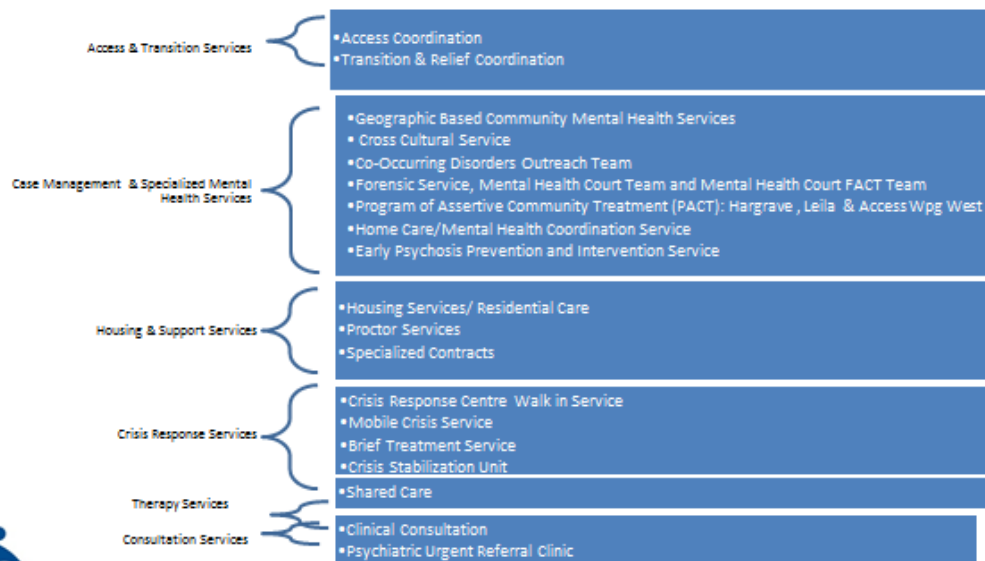 Access & Transition Services
•Access Coordination
•Transition & Relief Coordination
Case Management & Specialized Mental
Health Services
•Geographic Based Community Mental Health Services
• Cross Cultural Service
•Co-Occurring Disorders Outreach Team
•Forensic Service, Mental Health Court Team and Mental Health Court FACT Team
•Program of Assertive Community Treatment (PACT): Hargrave , Leila & Access Wpg West
•Home Care/Mental Health Coordination Service
•Early Psychosis Prevention and Intervention Service
Housing & Support Services
•Housing Services/ Residential Care
•Proctor Services
•Specialized Contracts
Crisis Response Services
•Crisis Response Centre Walk in Service
•Mobile Crisis Service
•Brief Treatment Service
•Crisis Stabilization Unit
Therapy Services
•Shared Care
Consultation Services
•Clinical Consultation
•Psychiatric Urgent Referral Clinic